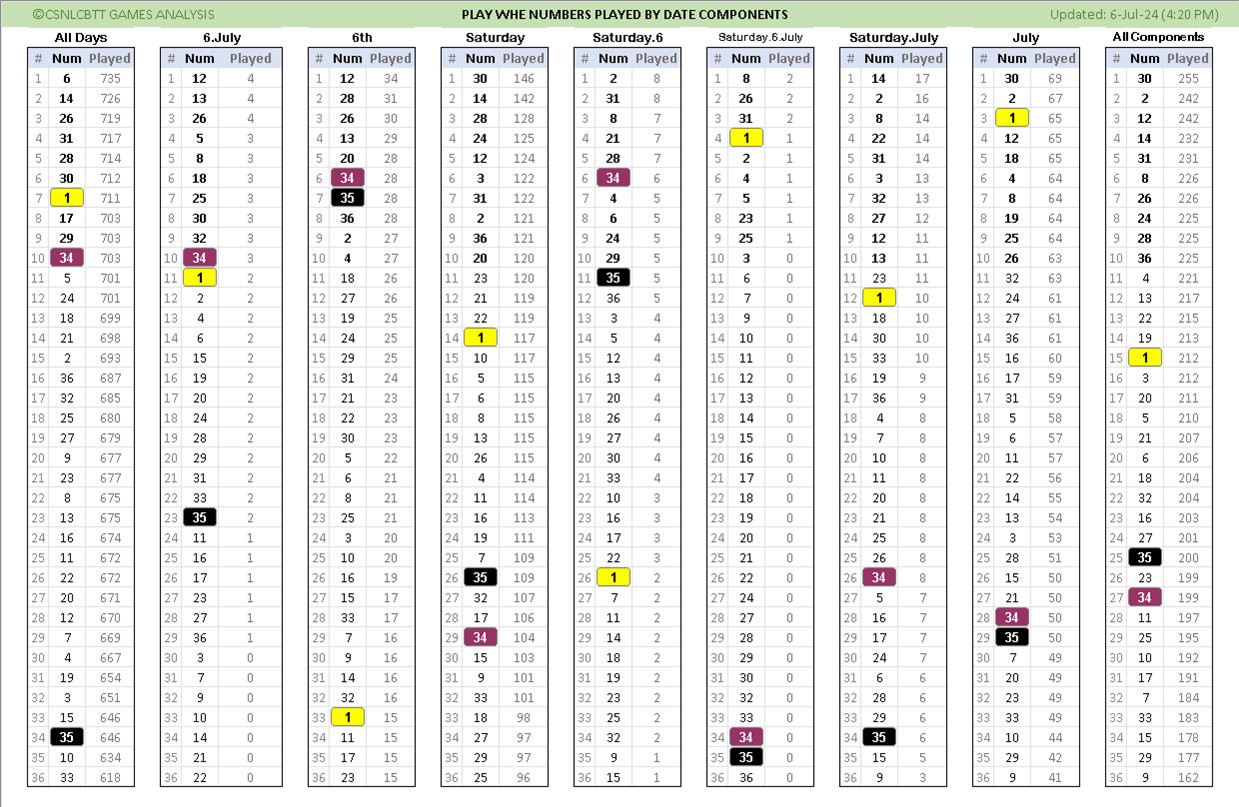 ©CSNLCBTT GAMES ANALYSIS PLAY WHE NUMBERS PLAYED BY DATE COMPONENTS Updated: 6-Jul-24 (4:20 PM)
All Days 6.July 6th Saturday Saturday.6 Saturday.6.July Saturday.July July All Components
# Num Played # Num Played # Num Played # Num Played # Num Played # Num Played # Num Played # Num Played # Num Played
1 6 735 1 12 4 1 12 34 1 30 146 1 2 8 1 8 2 1 14 17 1 30 69 1 30 255
2 14 726 2 13 4 2 28 31 2 14 142 2 31 8 2 26 2 2 2 16 2 2 67 2 2 242
3 26 719 3 26 4 3 26 30 3 28 128 3 8 7 3 31 2 3 8 14 3 1 65 3 12 242
4 31 717 4 5 3 4 13 29 4 24 125 4 21 7 4 1 1 4 22 14 4 12 65 4 14 232
5 28 714 5 8 3 5 20 28 5 12 124 5 28 7 5 2 1 5 31 14 5 18 65 5 31 231
6 30 712 6 18 3 6 34 28 6 3 122 6 34 6 6 4 1 6 3 13 6 4 64 6 8 226
7 1 711 7 25 3 7 35 28 7 31 122 7 4 5 7 5 1 7 32 13 7 8 64 7 26 226
8 17 703 8 30 3 8 36 28 8 2 121 8 6 5 8 23 1 8 27 12 8 19 64 8 24 225
9 29 703 9 32 3 9 2 27 9 36 121 9 24 5 9 25 1 9 12 11 9 25 64 9 28 225
10 34 703 10 34 3 10 4 27 10 20 120 10 29 5 10 3 0 10 13 11 10 26 63 10 36 225
11 5 701 11 1 2 11 18 26 11 23 120 11 35 5 11 6 0 11 23 11 11 32 63 11 4 221
12 24 701 12 2 2 12 27 26 12 21 119 12 36 5 12 7 0 12 1 10 12 24 61 12 13 217
13 18 699 13 4 2 13 19 25 13 22 119 13 3 4 13 9 0 13 18 10 13 27 61 13 22 215
14 21 698 14 6 2 14 24 25 14 1 117 14 5 4 14 10 0 14 30 10 14 36 61 14 19 213
15 2 693 15 15 2 15 29 25 15 10 117 15 12 4 15 11 0 15 33 10 15 16 60 15 1 212
16 36 687 16 19 2 16 31 24 16 5 115 16 13 4 16 12 0 16 19 9 16 17 59 16 3 212
17 32 685 17 20 2 17 21 23 17 6 115 17 20 4 17 13 0 17 36 9 17 31 59 17 20 211
18 25 680 18 24 2 18 22 23 18 8 115 18 26 4 18 14 0 18 4 8 18 5 58 18 5 210
19 27 679 19 28 2 19 30 23 19 13 115 19 27 4 19 15 0 19 7 8 19 6 57 19 21 207
20 9 677 20 29 2 20 5 22 20 26 115 20 30 4 20 16 0 20 10 8 20 11 57 20 6 206
21 23 677 21 31 2 21 6 21 21 4 114 21 33 4 21 17 0 21 11 8 21 22 56 21 18 204
22 8 675 22 33 2 22 8 21 22 11 114 22 10 3 22 18 0 22 20 8 22 14 55 22 32 204
23 13 675 23 35 2 23 25 21 23 16 113 23 16 3 23 19 0 23 21 8 23 13 54 23 16 203
24 16 674 24 11 1 24 3 20 24 19 111 24 17 3 24 20 0 24 25 8 24 3 53 24 27 201
25 11 672 25 16 1 25 10 20 25 7 109 25 22 3 25 21 0 25 26 8 25 28 51 25 35 200
26 22 672 26 17 1 26 16 19 26 35 109 26 1 2 26 22 0 26 34 8 26 15 50 26 23 199
27 20 671 27 23 1 27 15 17 27 32 107 27 7 2 27 24 0 27 5 7 27 21 50 27 34 199
28 12 670 28 27 1 28 33 17 28 17 106 28 11 2 28 27 0 28 16 7 28 34 50 28 11 197
29 7 669 29 36 1 29 7 16 29 34 104 29 14 2 29 28 0 29 17 7 29 35 50 29 25 195
30 4 667 30 3 0 30 9 16 30 15 103 30 18 2 30 29 0 30 24 7 30 7 49 30 10 192
31 19 654 31 7 0 31 14 16 31 9 101 31 19 2 31 30 0 31 6 6 31 20 49 31 17 191
32 3 651 32 9 0 32 32 16 32 33 101 32 23 2 32 32 0 32 28 6 32 23 49 32 7 184
33 15 646 33 10 0 33 1 15 33 18 98 33 25 2 33 33 0 33 29 6 33 33 49 33 33 183
34 35 646 34 14 0 34 11 15 34 27 97 34 32 2 34 34 0 34 35 6 34 10 44 34 15 178
35 10 634 35 21 0 35 17 15 35 29 97 35 9 1 35 35 0 35 15 5 35 29 42 35 29 177
36 33 618 36 22 0 36 23 15 36 25 96 36 15 1 36 36 0 36 9 3 36 9 41 36 9 162